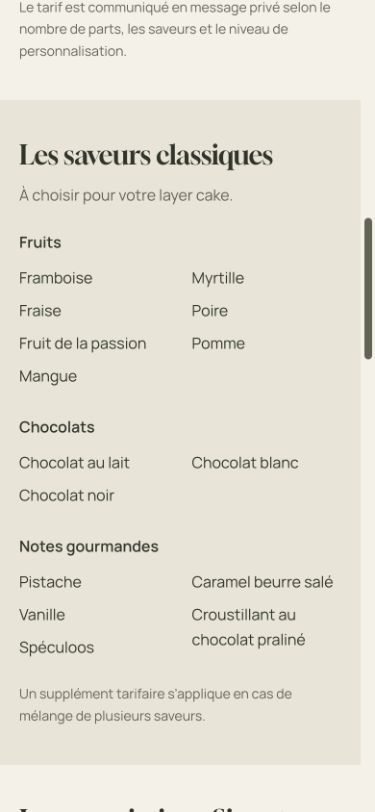 Le tarif est communiqué en message privé selon le
nombre de parts, les saveurs et le niveau de
personnalisation.
Les saveurs classiques
À choisir pour votre layer cake.
Fruits
Framboise
Fraise
Fruit de la passion
Mangue
Myrtille
Poire
Pomme
Chocolats
Chocolat au lait
Chocolat noir
Chocolat blanc
Notes gourmandes
Pistache
Vanille
Spéculoos
Caramel beurre salé
Croustillant au
chocolat praliné
Un supplément tarifaire s'applique en cas de
mélange de plusieurs saveurs.